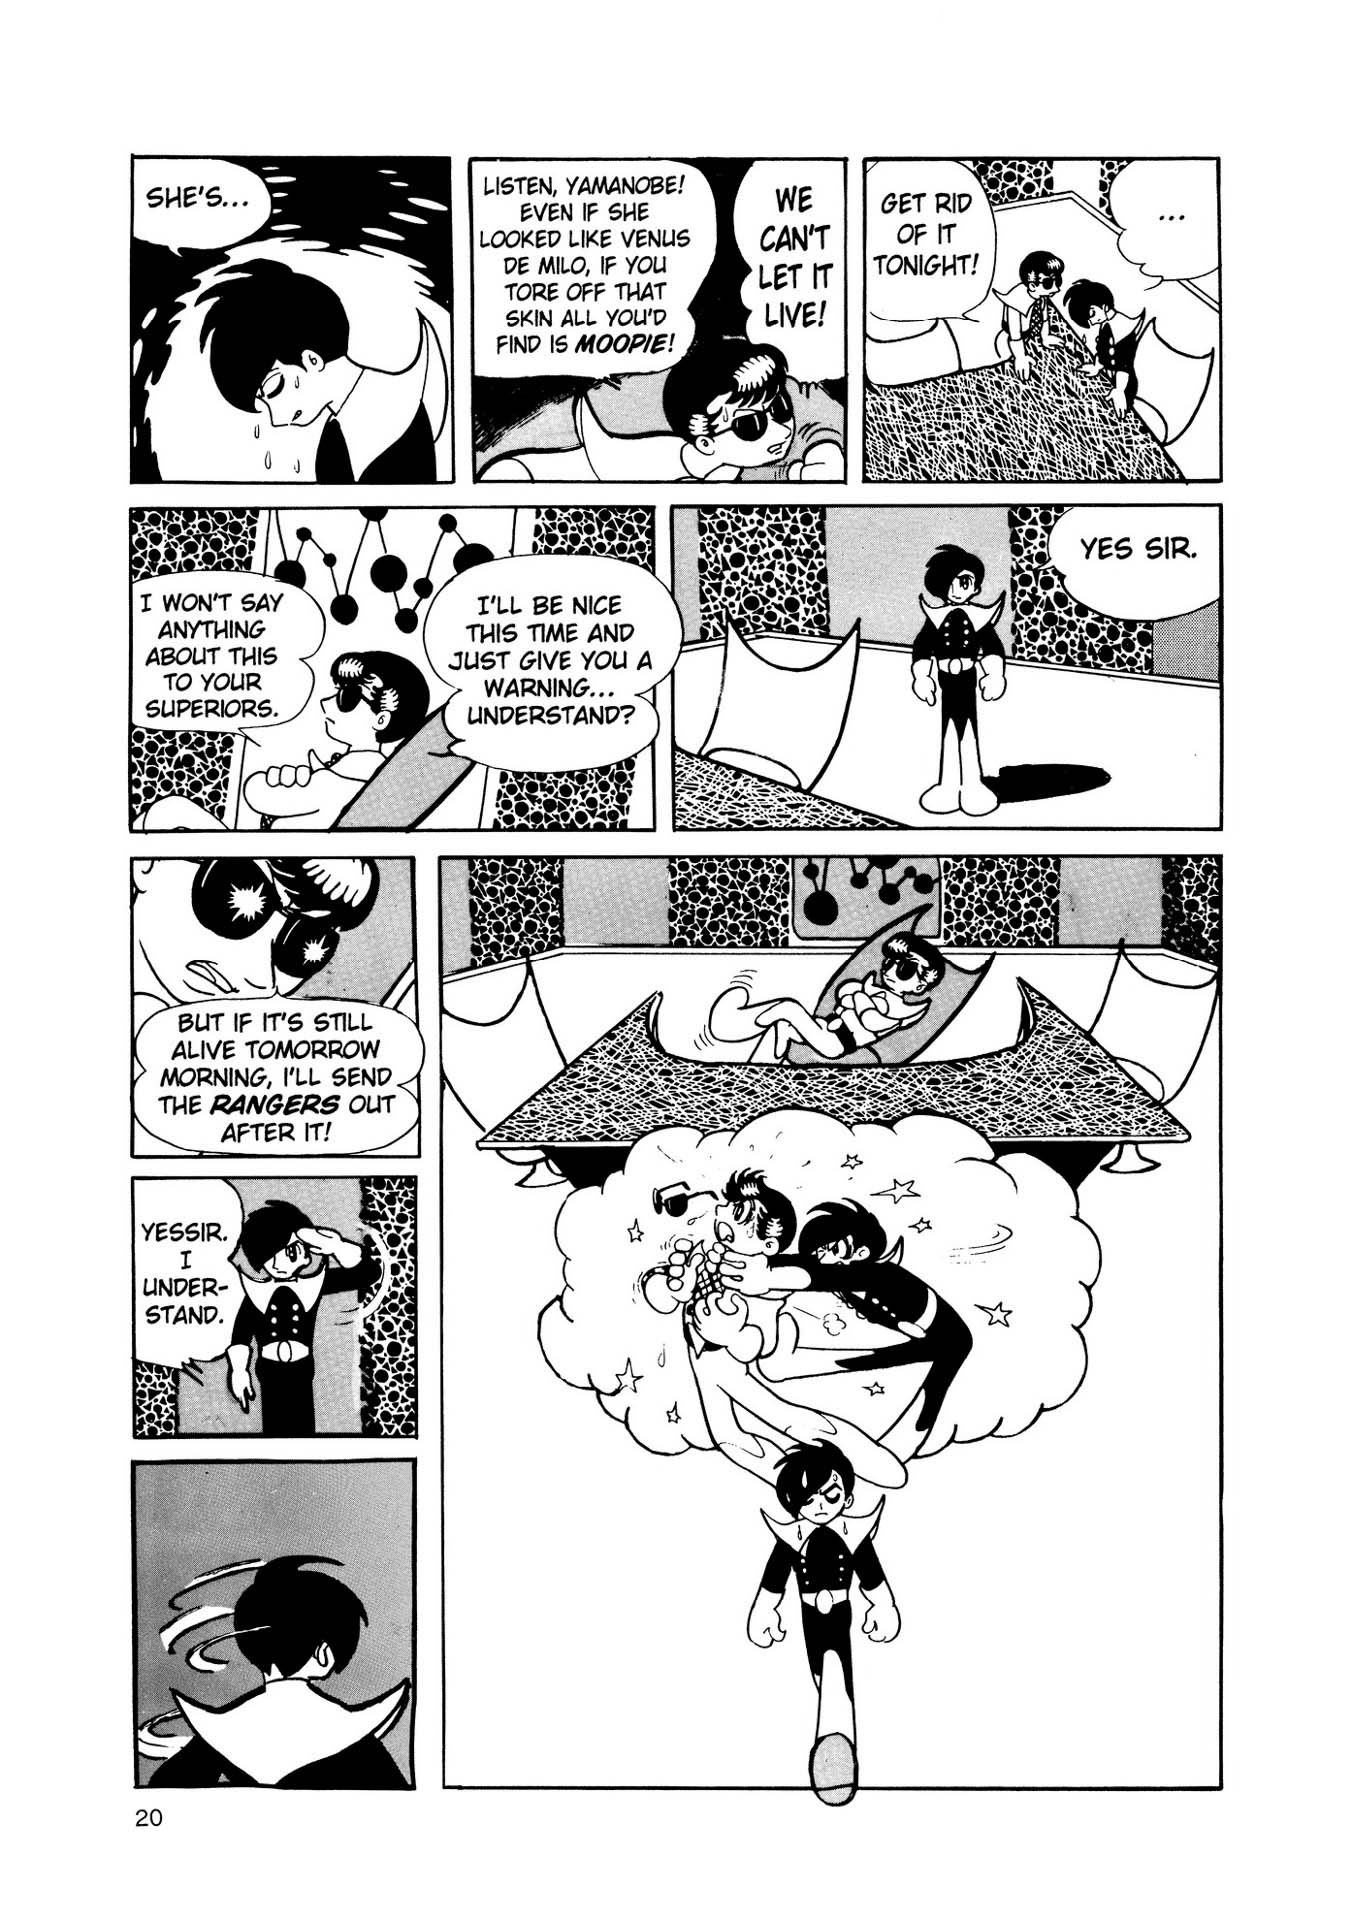 SHE'S...
LISTEN, YAMANOBE!
EVEN IF SHE
LOOKED LIKE VENUS
DE MILO, IF YOU
TORE OFF THAT
SKIN ALL YOU'D
FIND IS MOOPIE!
WE
CAN'T
LET IT
LIVE!
GET RID
OF IT
TONIGHT!
...
I WON'T SAY
ANYTHING
ABOUT THIS
TO YOUR
SUPERIORS.
I'LL BE NICE
THIS TIME AND
JUST GIVE YOU A
WARNING...
UNDERSTAND?
YES SIR.
BUT IF IT'S STILL
ALIVE TOMORROW
MORNING, I'LL SEND
THE RANGERS OUT
AFTER IT!
YESSIR.
I
UNDER-
STAND.
20